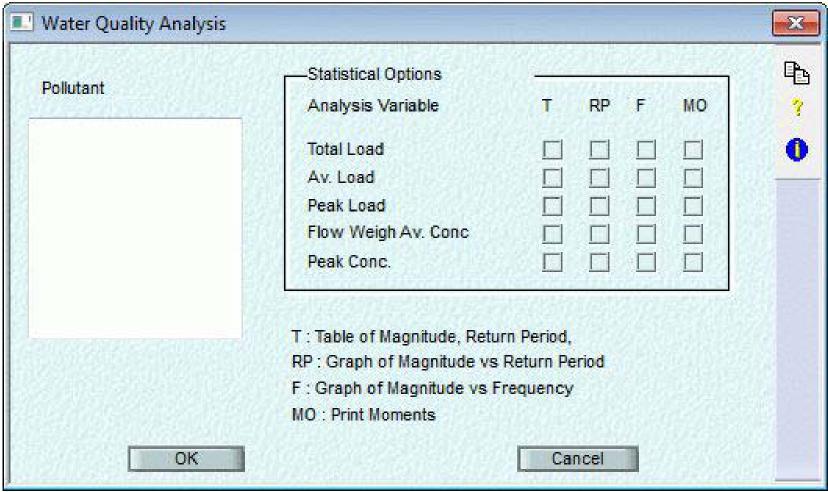 Water Quality Analysis
Pollutant
Statistical Options
Analysis Variable T RP F MO
Total Load
Av. Load
Peak Load
Flow Weigh Av. Conc
Peak Conc.
T : Table of Magnitude, Return Period,
RP : Graph of Magnitude vs Return Period
F : Graph of Magnitude vs Frequency
MO : Print Moments
OK Cancel